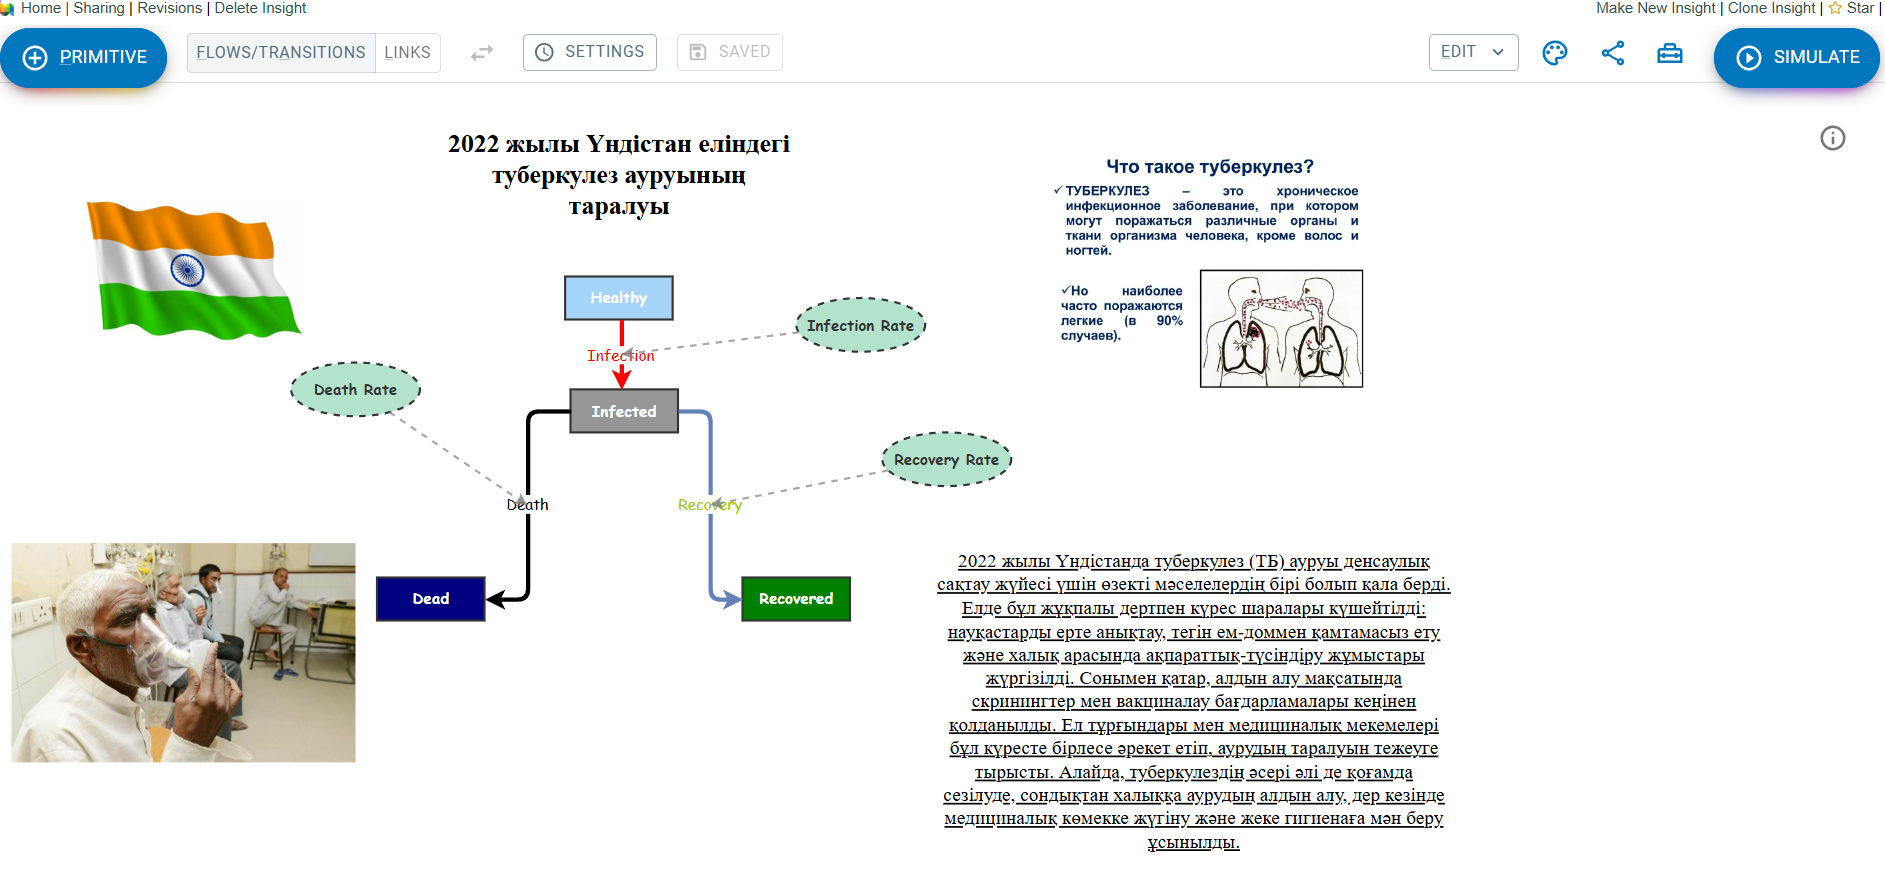 Home | Sharing | Revisions | Delete Insight
Make New Insight | Clone Insight | Star |
PRIMITIVE
FLOWS/TRANSITIONS
LINKS
SETTINGS
SAVED
EDIT
SIMULATE
2022 жылы Үндістан еліндегі
туберкулез ауруының
таралуы
Что такое туберкулез?
✓ ТУБЕРКУЛЕЗ – это хроническое
инфекционное заболевание, при котором
могут поражаться различные органы и
ткани организма человека, кроме волос и
ногтей.
✓Но наиболее
часто поражаются
легкие (в 90%
случаев).
Healthy
Infection Rate
Infection
Death Rate
Infected
Recovery Rate
Death
Recovery
Dead
Recovered
2022 жылы Үндістанда туберкулез (ТБ) ауруы денсаулық
сақтау жүйесі үшін өзекті мәселелердің бірі болып қала берді.
Елде бұл жұқпалы дертпен күрес шаралары күшейтілді:
науқастарды ерте анықтау, тегін ем-доммен қамтамасыз ету
және халық арасында ақпараттық-түсіндіру жұмыстары
жүргізілді. Сонымен қатар, алдын алу мақсатында
скринингтер мен вакциналау бағдарламалары кеңінен
қолданылды. Ел тұрғындары мен медициналық мекемелері
бұл күресте бірлесе әрекет етіп, аурудың таралуын тежеуге
тырысты. Алайда, туберкулездің әсері әлі де қоғамда
сезілуде, сондықтан халыққа аурудың алдын алу, дер кезінде
медициналық көмекке жүгіну және жеке гигиенаға мән беру
ұсынылды.